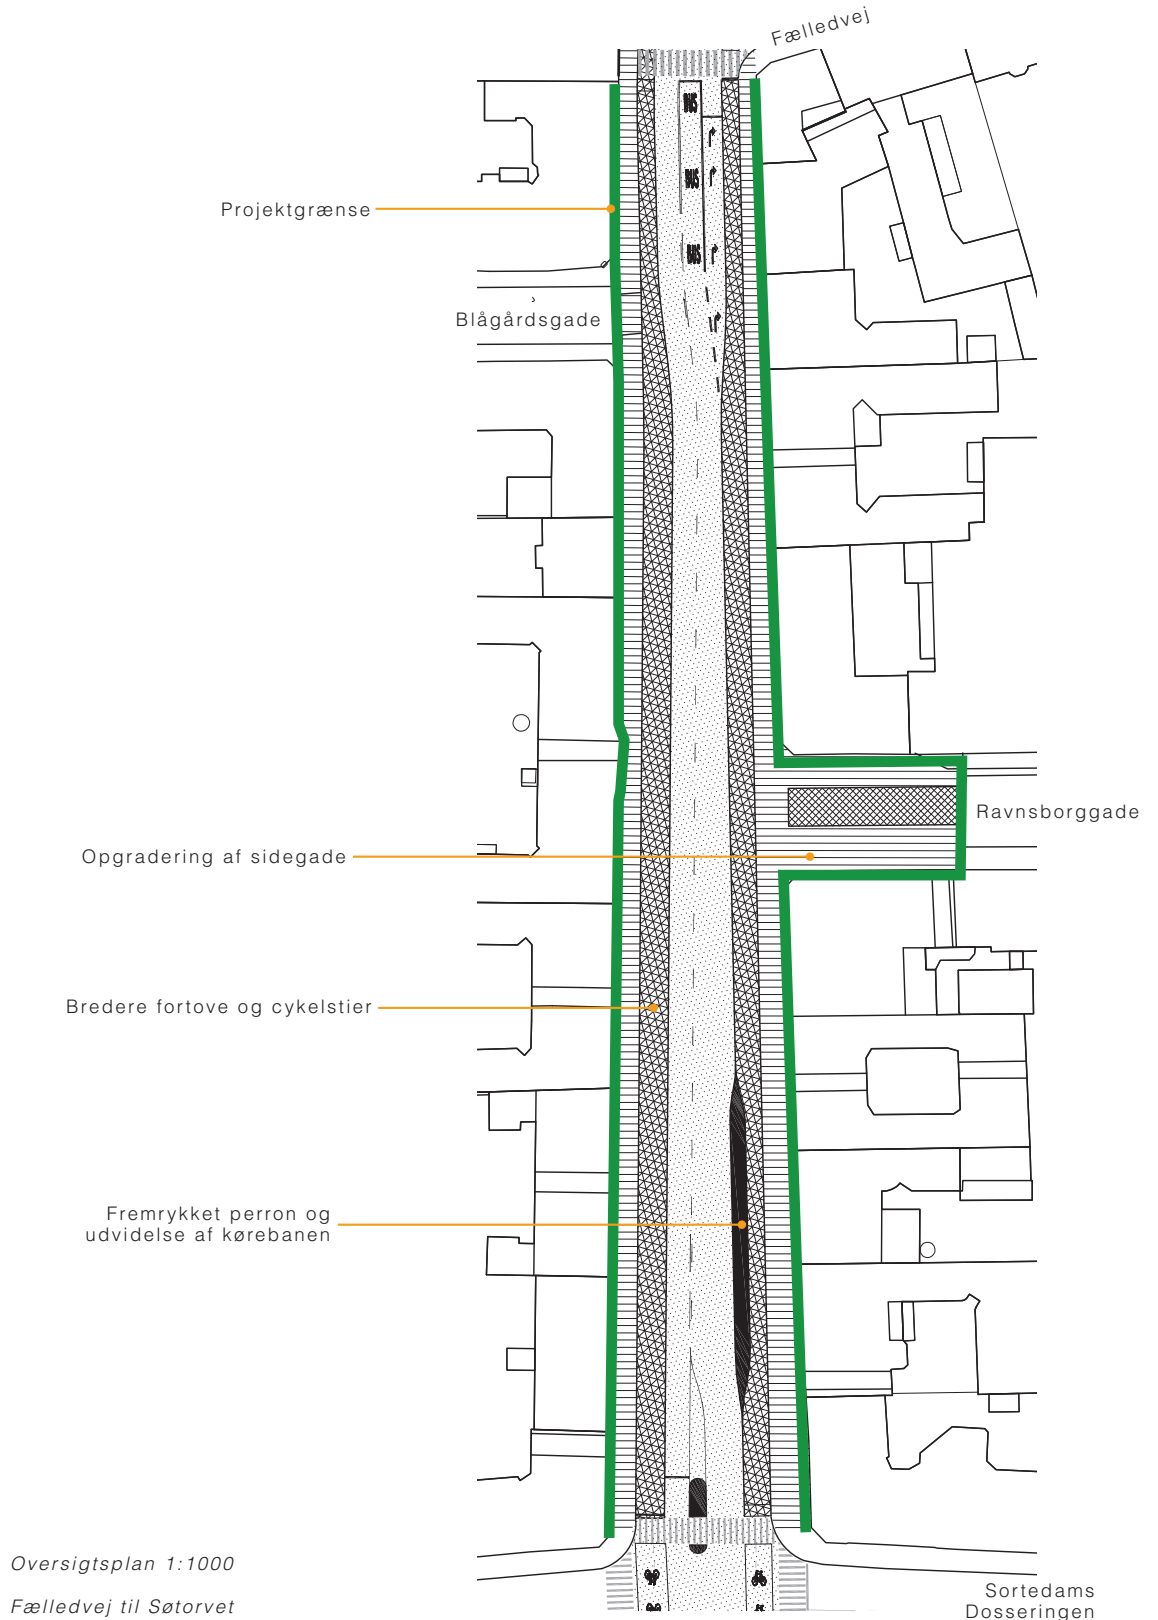 Fælledvej
BUS
BUS
Projektgrænse
BUS
Blågårdsgade
Ravnsborggade
Opgradering af sidegade
Bredere fortove og cykelstier
Fremrykket perron og
udvidelse af kørebanen
Oversigtsplan 1:1000
Fælledvej til Søtorvet
Sortedams
Dosseringen